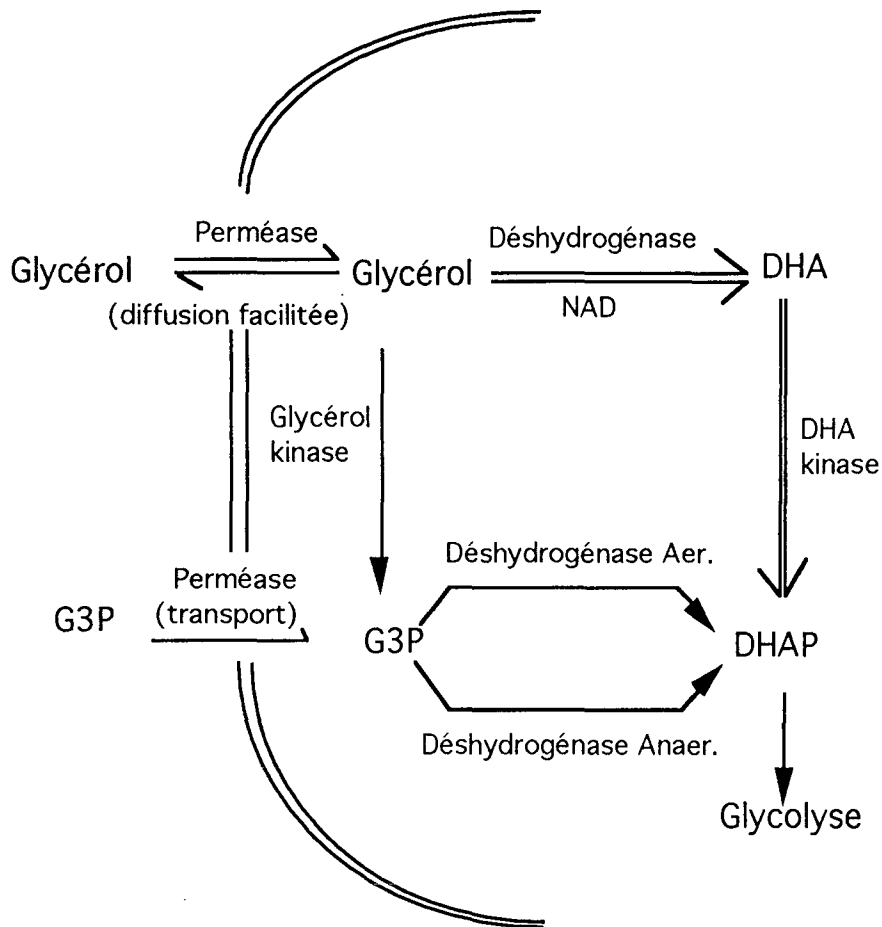 Perméase
Déshydrogénase
Glycérol
Glycérol
DHA
(diffusion facilitée)
NAD
Glycérol
kinase
DHA
kinase
Déshydrogénase Aer.
Perméase
(transport)
G3P
G3P
DHAP
Déshydrogénase Anaer.
Glycolyse